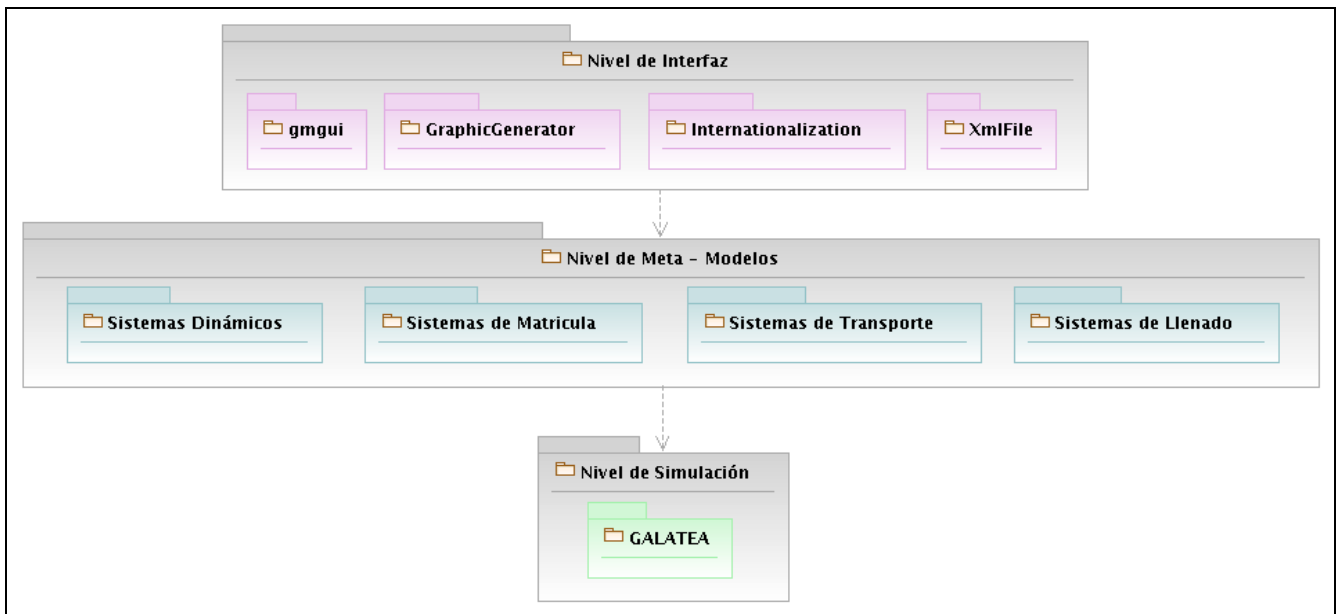 Nivel de Interfaz
gmgui
GraphicGenerator
Internationalization
XmlFile
Nivel de Meta - Modelos
Sistemas Dinámicos
Sistemas de Matricula
Sistemas de Transporte
Sistemas de Llenado
Nivel de Simulación
GALATEA